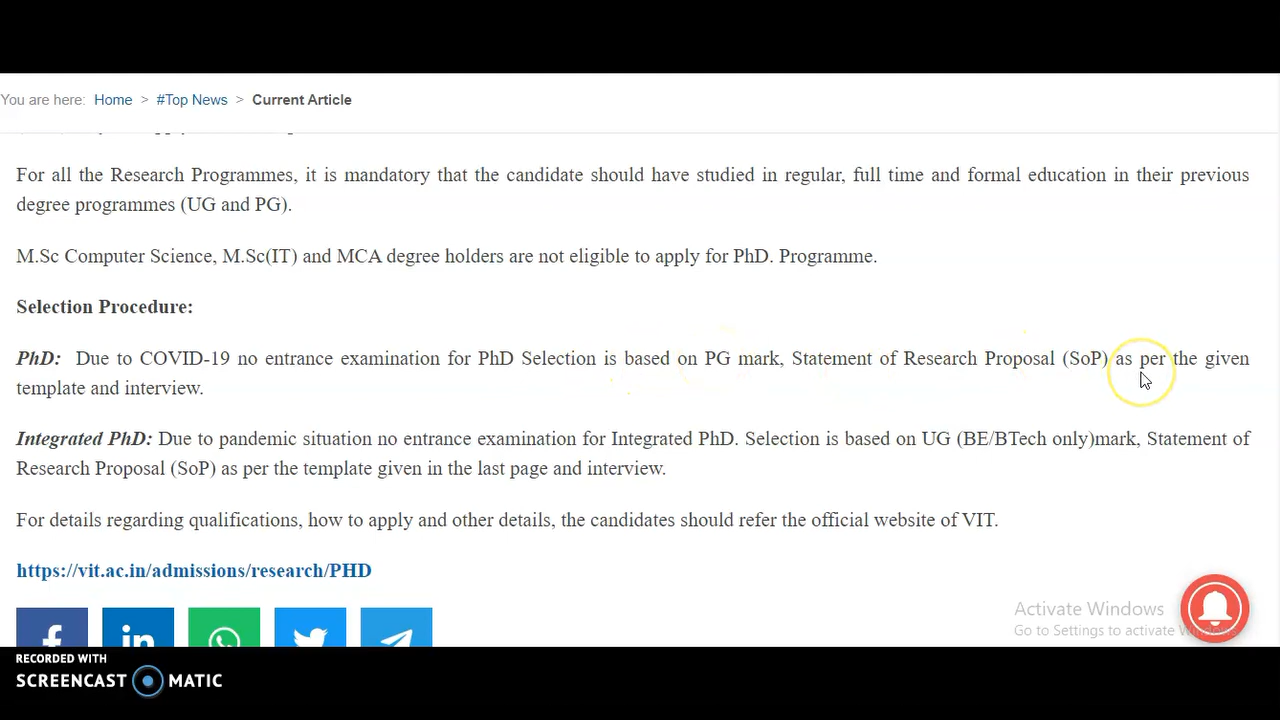 You are here: Home > #Top News > Current Article
For all the Research Programmes, it is mandatory that the candidate should have studied in regular, full time and formal education in their previous
degree programmes (UG and PG).
M.Sc Computer Science, M.Sc(IT) and MCA degree holders are not eligible to apply for PhD. Programme.
Selection Procedure:
PhD: Due to COVID-19 no entrance examination for PhD Selection is based on PG mark, Statement of Research Proposal (SoP) as per the given
template and interview.
Integrated PhD: Due to pandemic situation no entrance examination for Integrated PhD. Selection is based on UG (BE/BTech only)mark, Statement of
Research Proposal (SoP) as per the template given in the last page and interview.
For details regarding qualifications, how to apply and other details, the candidates should refer the official website of VIT.
https://vit.ac.in/admissions/research/PHD
Activate Windows
Go to Settings to activate Windows.
RECORDED WITH
SCREENCAST MATIC